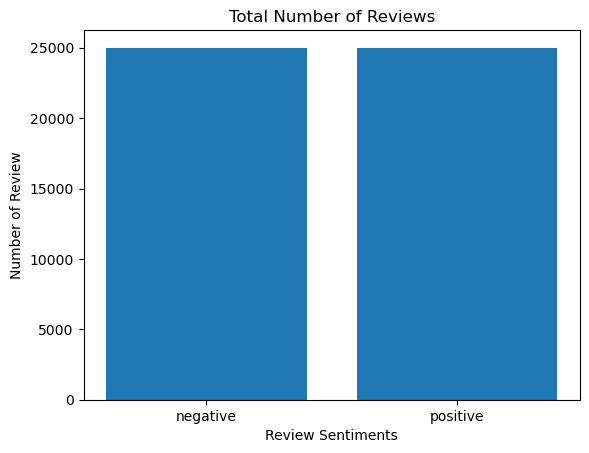 Total Number of Reviews
Number of Review
25000
20000
15000
10000
5000
0
negative positive
Review Sentiments